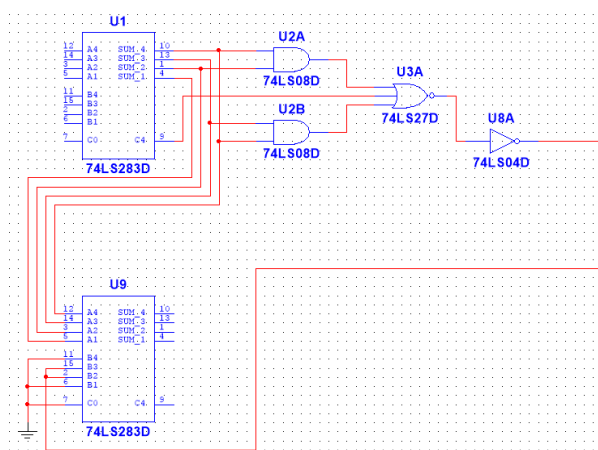 U1
12 A4 SUM_4 10
14 A3 SUM_3 13
3 A2 SUM_2 1
5 A1 SUM_1 4
11 B4
15 B3
2 B2
6 B1
7 C0 C4 9
74LS283D
U2A
74LS08D
U2B
74LS08D
U3A
74LS27D
U8A
74LS04D
U9
12 A4 SUM_4 10
14 A3 SUM_3 13
3 A2 SUM_2 1
5 A1 SUM_1 4
11 B4
15 B3
2 B2
6 B1
7 C0 C4 9
74LS283D